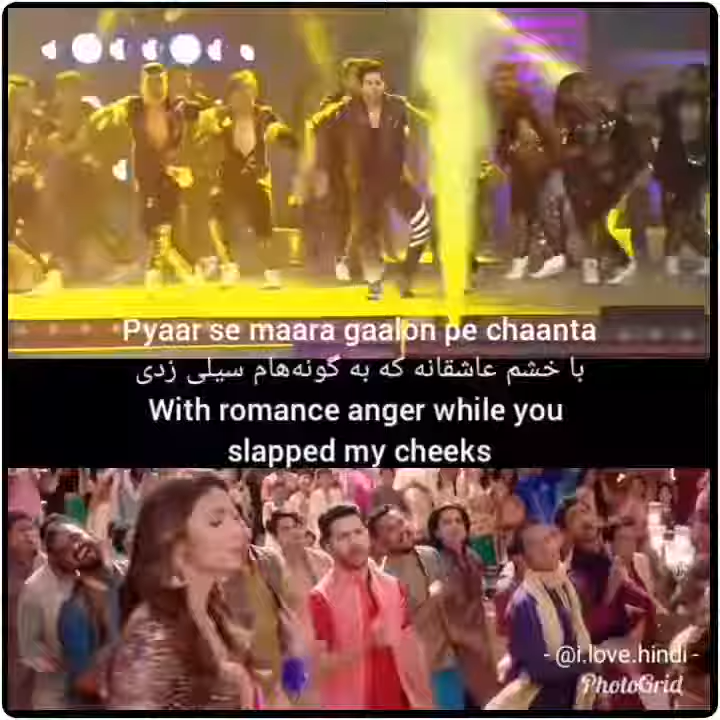 Pyaar se maara gaalon pe chaanta
با خشم عاشقانه که به گونه‌هام سیلی زدی
With romance anger while you
slapped my cheeks
- @i.love.hindi -
PhotoGrid